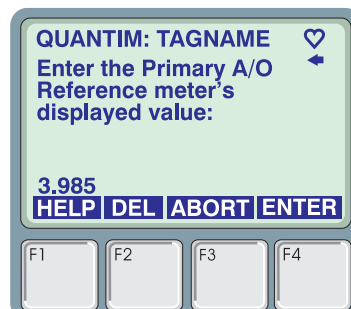 QUANTIM: TAGNAME
Enter the Primary A/O
Reference meter's
displayed value:
3.985
HELP DEL ABORT ENTER
F1 F2 F3 F4